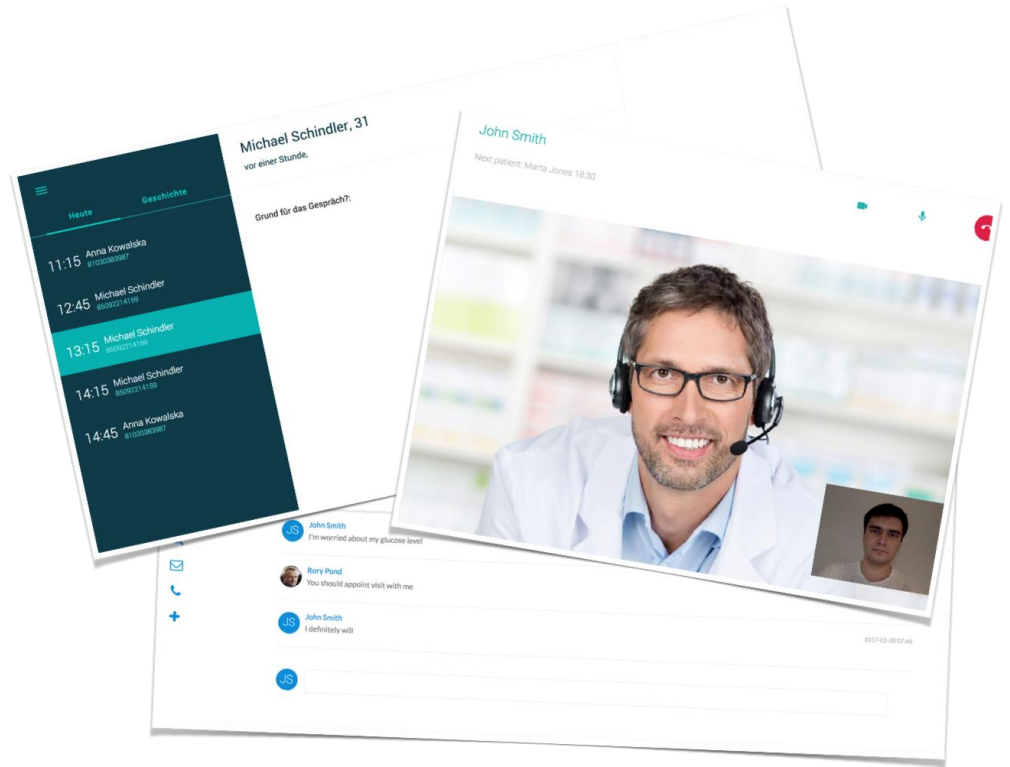 Michael Schindler, 31
vor einer Stunde,
Grund für das Gespräch?:
Heute
Geschichte
11:15 Anna Kowalska
81030383987
12:45 Michael Schindler
85092214159
13:15 Michael Schindler
85092214159
14:15 Michael Schindler
85092214159
14:45 Anna Kowalska
81030383987
John Smith
Next patient: Marta Jones 18:30
JS
John Smith
I'm worried about my glucose level
Rory Pond
You should appoint visit with me
JS
John Smith
I definitely will
2017-02-20 07:46
JS